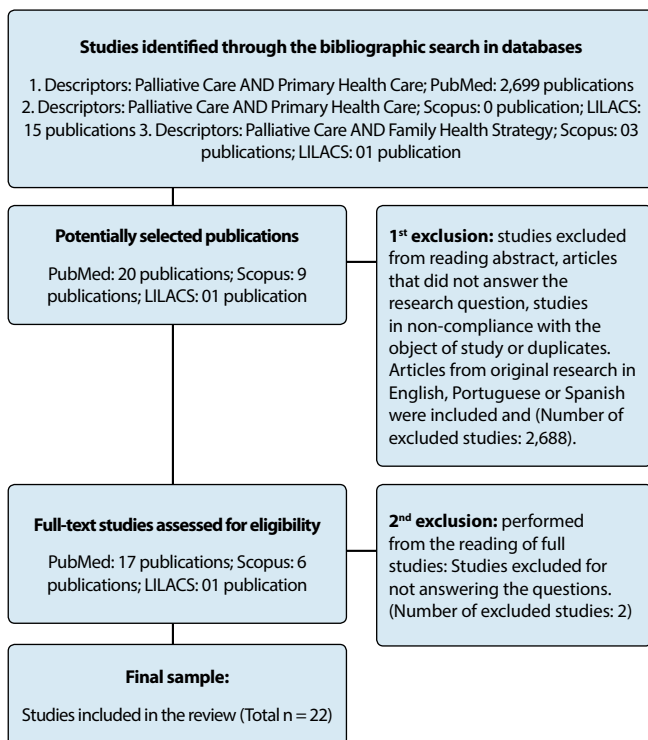 Studies identified through the bibliographic search in databases
1. Descriptors: Palliative Care AND Primary Health Care; PubMed: 2,699 publications
2. Descriptors: Palliative Care AND Primary Health Care; Scopus: 0 publication; LILACS:
15 publications 3. Descriptors: Palliative Care AND Family Health Strategy; Scopus: 03
publications; LILACS: 01 publication
Potentially selected publications
PubMed: 20 publications; Scopus: 9
publications; LILACS: 01 publication
1st exclusion: studies excluded
from reading abstract, articles
that did not answer the
research question, studies
in non-compliance with the
object of study or duplicates.
Articles from original research in
English, Portuguese or Spanish
were included and (Number of
excluded studies: 2,688).
Full-text studies assessed for eligibility
PubMed: 17 publications; Scopus: 6
publications; LILACS: 01 publication
2nd exclusion: performed
from the reading of full
studies: Studies excluded for
not answering the questions.
(Number of excluded studies: 2)
Final sample:
Studies included in the review (Total n = 22)